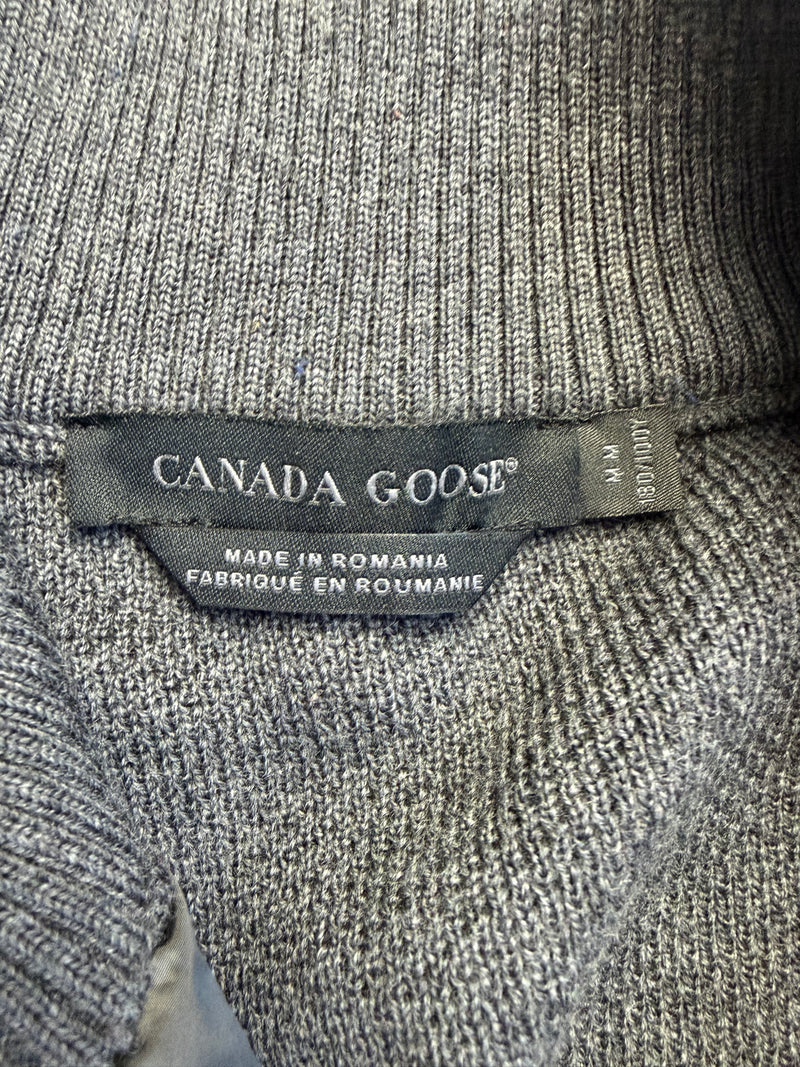 CANADA GOOSE®
M M
180/100Y
MADE IN ROMANIA
FABRIQUÉ EN ROUMANIE